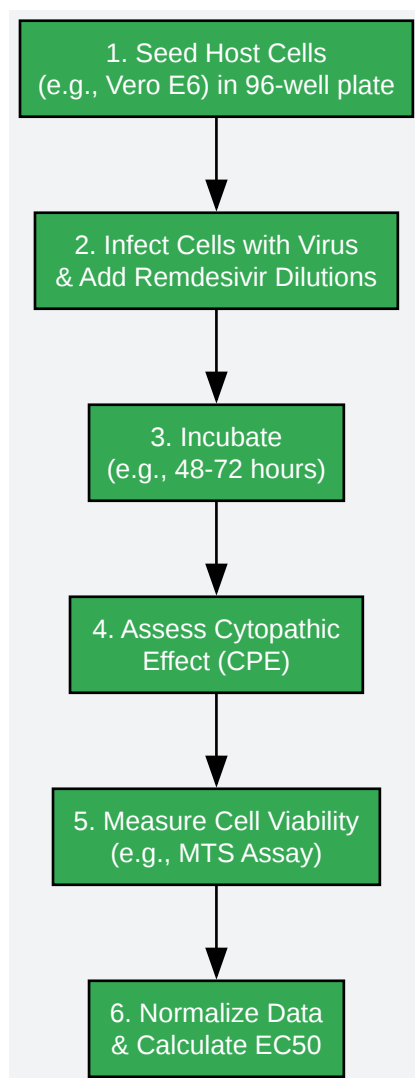 1. Seed Host Cells
(e.g., Vero E6) in 96-well plate
2. Infect Cells with Virus
& Add Remdesivir Dilutions
3. Incubate
(e.g., 48-72 hours)
4. Assess Cytopathic
Effect (CPE)
5. Measure Cell Viability
(e.g., MTS Assay)
6. Normalize Data
& Calculate EC50